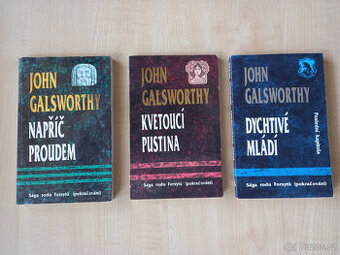 JOHN
GALSWORTHY
NAPŘÍČ
PROUDEM
Sága rodu Forsytů (pokračování)
JOHN
GALSWORTHY
KVETOUCÍ
PUSTINA
Sága rodu Forsytů (pokračování)
JOHN
GALSWORTHY
DYCHTIVÉ
MLÁDÍ
Poslední kapitola
Sága rodu Forsytů (pokračování)